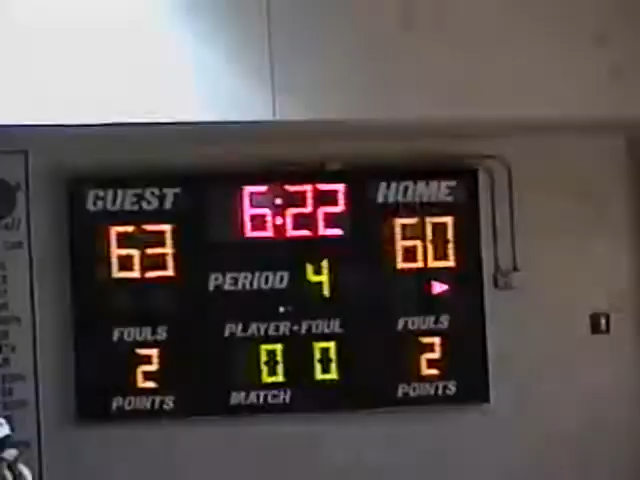 GUEST 6:22 HOME
63 60
PERIOD 4
FOULS PLAYER•FOUL FOULS
2 0 0 2
POINTS MATCH POINTS